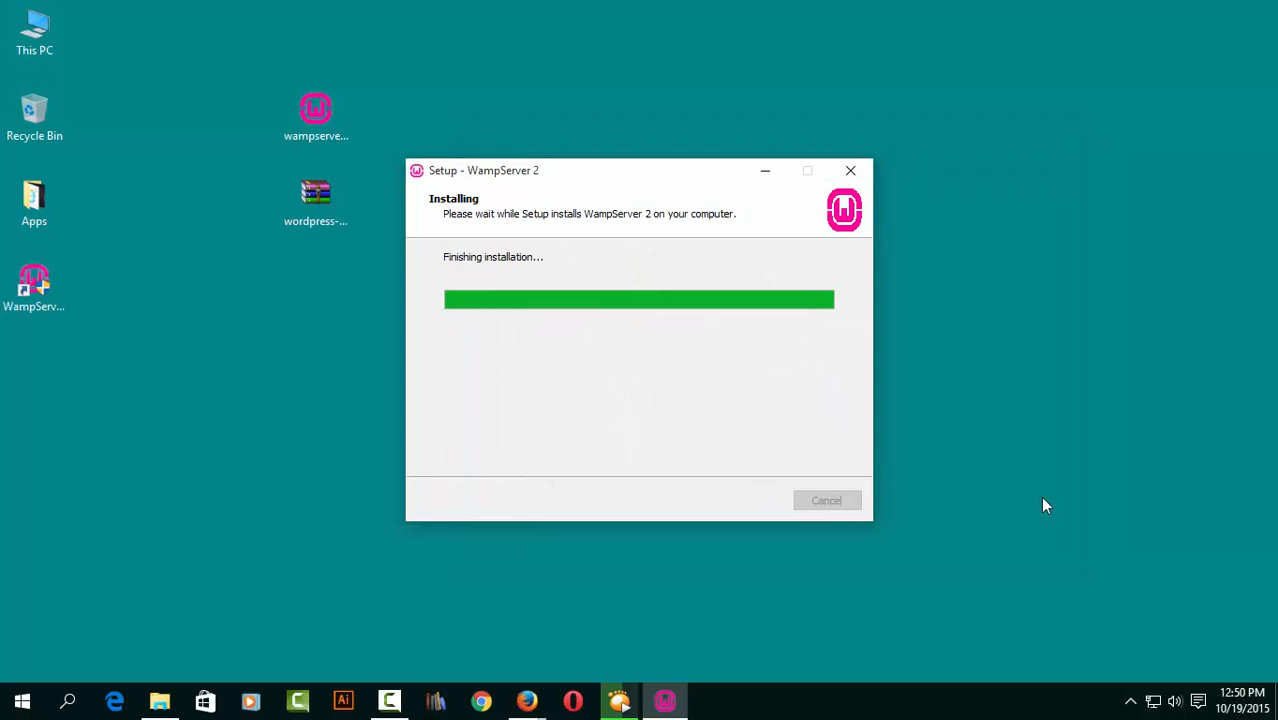 This PC
Recycle Bin
Apps
WampServ...
wampserve...
wordpress-...
Setup - WampServer 2
Installing
Please wait while Setup installs WampServer 2 on your computer.
Finishing installation...
Cancel
Ai
12:50 PM
10/19/2015